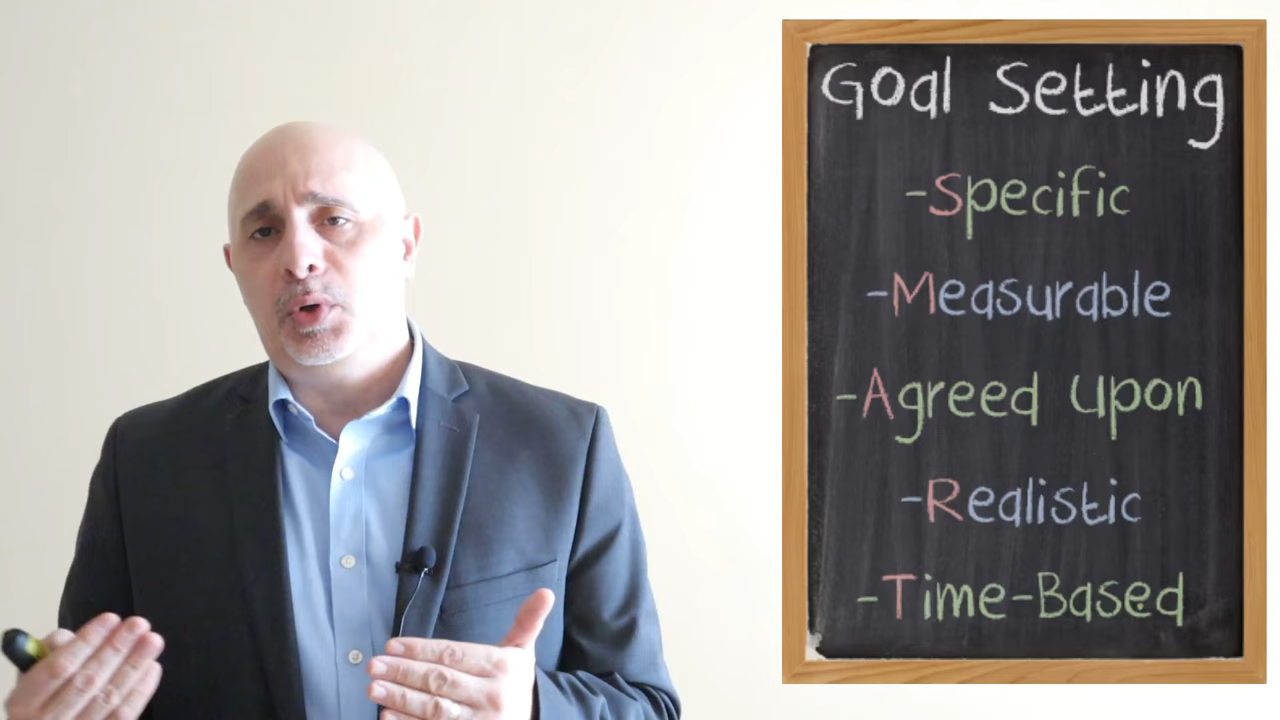 Goal Setting
-Specific
-Measurable
-Agreed Upon
-Realistic
-Time-Based